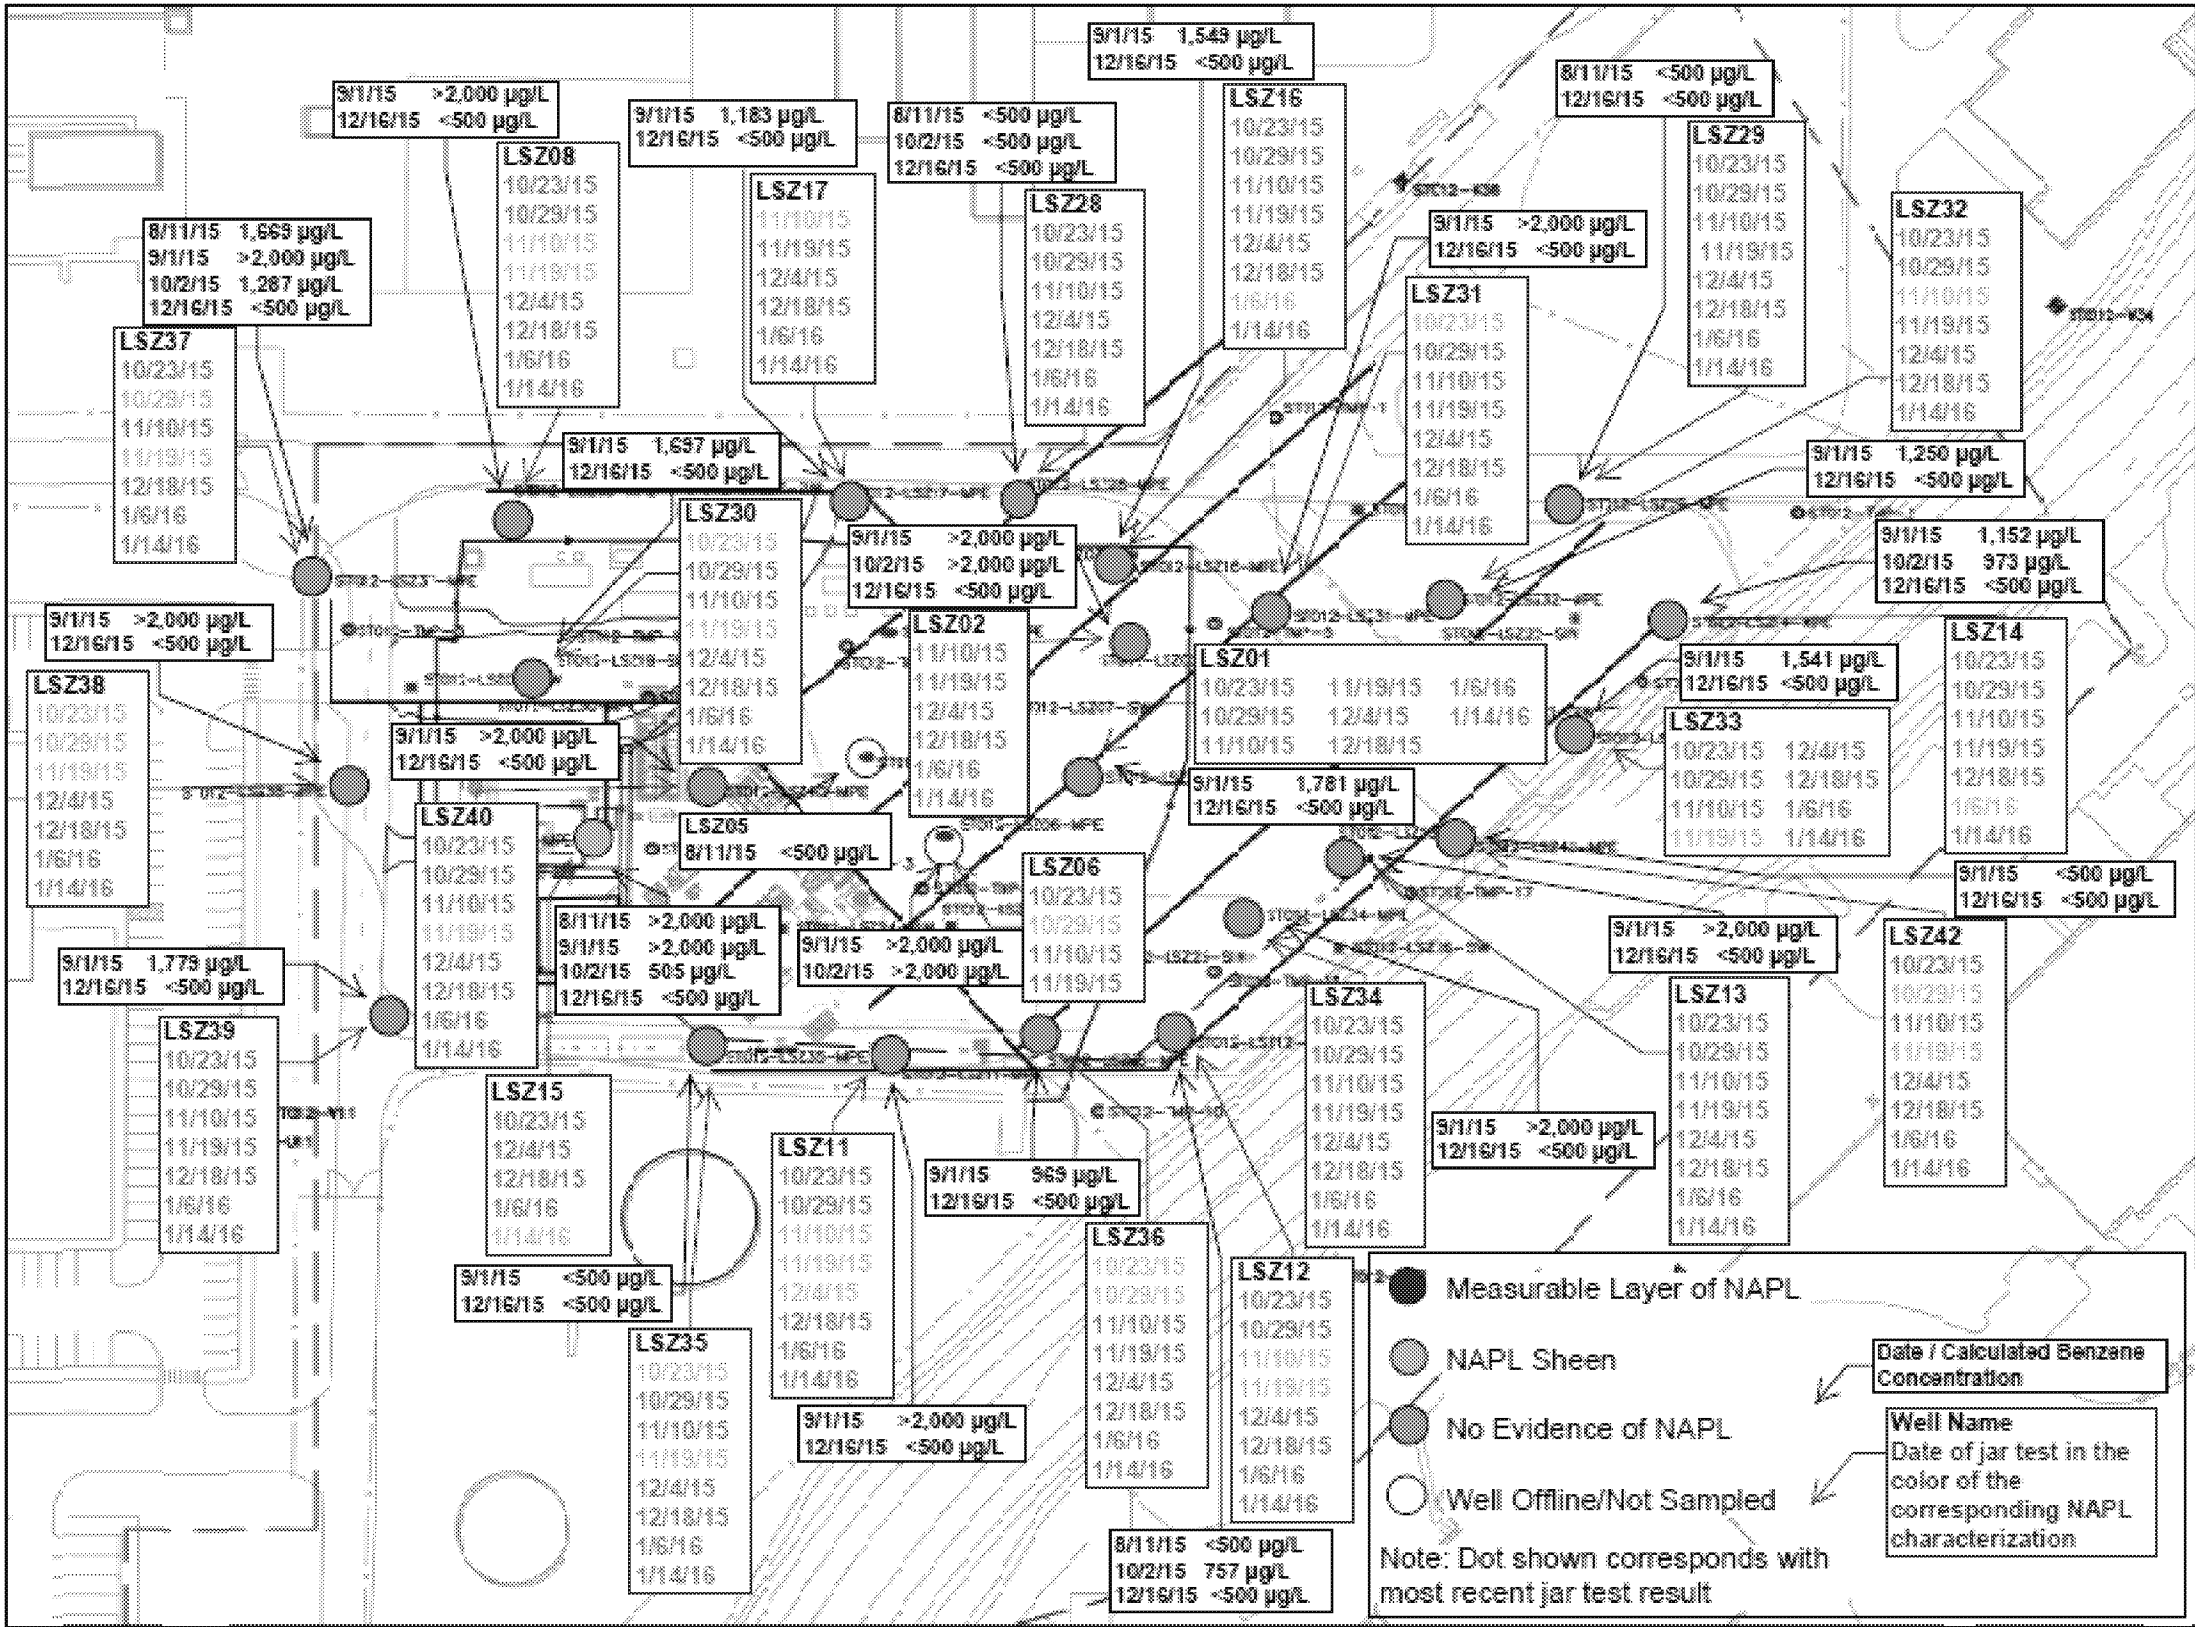 9/1/15 1,549 µg/L
12/16/15 <500 µg/L
8/11/15 <500 µg/L
12/16/15 <500 µg/L
9/1/15 >2,000 µg/L
12/16/15 <500 µg/L
9/1/15 1,183 µg/L
12/16/15 <500 µg/L
8/11/15 <500 µg/L
10/2/15 <500 µg/L
12/16/15 <500 µg/L
LSZ16
10/23/15
10/29/15
11/10/15
11/19/15
12/4/15
12/18/15
1/6/16
1/14/16
LSZ29
10/23/15
10/29/15
11/10/15
11/19/15
12/4/15
12/18/15
1/6/16
1/14/16
LSZ08
10/23/15
10/29/15
11/10/15
11/19/15
12/4/15
12/18/15
1/6/16
1/14/16
LSZ17
11/10/15
11/19/15
12/4/15
12/18/15
1/6/16
1/14/16
LSZ28
10/23/15
10/29/15
11/10/15
12/4/15
12/18/15
1/6/16
1/14/16
LSZ32
10/23/15
10/29/15
11/10/15
11/19/15
12/4/15
12/18/15
1/14/16
8/11/15 1,669 µg/L
9/1/15 >2,000 µg/L
10/2/15 1,287 µg/L
12/16/15 <500 µg/L
9/1/15 >2,000 µg/L
12/16/15 <500 µg/L
LSZ31
10/23/15
10/29/15
11/10/15
11/19/15
12/4/15
12/18/15
1/6/16
1/14/16
LSZ37
10/23/15
10/29/15
11/10/15
11/19/15
12/18/15
1/6/16
1/14/16
9/1/15 1,697 µg/L
12/16/15 <500 µg/L
9/1/15 1,250 µg/L
12/16/15 <500 µg/L
LSZ30
10/23/15
10/29/15
11/10/15
11/19/15
12/4/15
12/18/15
1/6/16
1/14/16
9/1/15 >2,000 µg/L
10/2/15 >2,000 µg/L
12/16/15 <500 µg/L
9/1/15 1,152 µg/L
10/2/15 973 µg/L
12/16/15 <500 µg/L
9/1/15 >2,000 µg/L
12/16/15 <500 µg/L
LSZ02
11/10/15
11/19/15
12/4/15
12/18/15
1/6/16
1/14/16
LSZ14
10/23/15
10/29/15
11/10/15
11/19/15
12/18/15
1/6/16
1/14/16
LSZ01
10/23/15 11/19/15 1/6/16
10/29/15 12/4/15 1/14/16
11/10/15 12/18/15
9/1/15 1,541 µg/L
12/16/15 <500 µg/L
LSZ38
10/23/15
10/29/15
11/19/15
12/4/15
12/18/15
1/6/16
1/14/16
LSZ33
10/23/15 12/4/15
10/29/15 12/18/15
11/10/15 1/6/16
11/19/15 1/14/16
9/1/15 >2,000 µg/L
12/16/15 <500 µg/L
9/1/15 1,781 µg/L
12/16/15 <500 µg/L
LSZ40
10/23/15
10/29/15
11/10/15
11/19/15
12/4/15
12/18/15
1/6/16
1/14/16
LSZ05
8/11/15 <500 µg/L
LSZ06
10/23/15
10/29/15
11/10/15
11/19/15
9/1/15 <500 µg/L
12/16/15 <500 µg/L
8/11/15 >2,000 µg/L
9/1/15 >2,000 µg/L
10/2/15 505 µg/L
12/16/15 <500 µg/L
9/1/15 >2,000 µg/L
10/2/15 >2,000 µg/L
9/1/15 >2,000 µg/L
12/16/15 <500 µg/L
LSZ42
10/23/15
10/29/15
11/10/15
11/19/15
12/4/15
12/18/15
1/6/16
1/14/16
9/1/15 1,779 µg/L
12/16/15 <500 µg/L
LSZ34
10/23/15
10/29/15
11/10/15
11/19/15
12/4/15
12/18/15
1/6/16
1/14/16
LSZ13
10/23/15
10/29/15
11/10/15
11/19/15
12/4/15
12/18/15
1/6/16
1/14/16
LSZ39
10/23/15
10/29/15
11/10/15
11/19/15
12/18/15
1/6/16
1/14/16
LSZ15
10/23/15
12/4/15
12/18/15
1/6/16
1/14/16
9/1/15 >2,000 µg/L
12/16/15 <500 µg/L
LSZ11
10/23/15
10/29/15
11/10/15
11/19/15
12/4/15
12/18/15
1/6/16
1/14/16
9/1/15 969 µg/L
12/16/15 <500 µg/L
LSZ36
10/23/15
10/29/15
11/10/15
11/19/15
12/4/15
12/18/15
1/6/16
1/14/16
LSZ12
10/23/15
10/29/15
11/10/15
11/19/15
12/4/15
12/18/15
1/6/16
1/14/16
9/1/15 <500 µg/L
12/16/15 <500 µg/L
LSZ35
10/23/15
10/29/15
11/10/15
11/19/15
12/4/15
12/18/15
1/6/16
1/14/16
9/1/15 >2,000 µg/L
12/16/15 <500 µg/L
8/11/15 <500 µg/L
10/2/15 757 µg/L
12/16/15 <500 µg/L
Measurable Layer of NAPL
NAPL Sheen
No Evidence of NAPL
Well Offline/Not Sampled
Note: Dot shown corresponds with
most recent jar test result
Date / Calculated Benzene
Concentration
Well Name
Date of jar test in the
color of the
corresponding NAPL
characterization